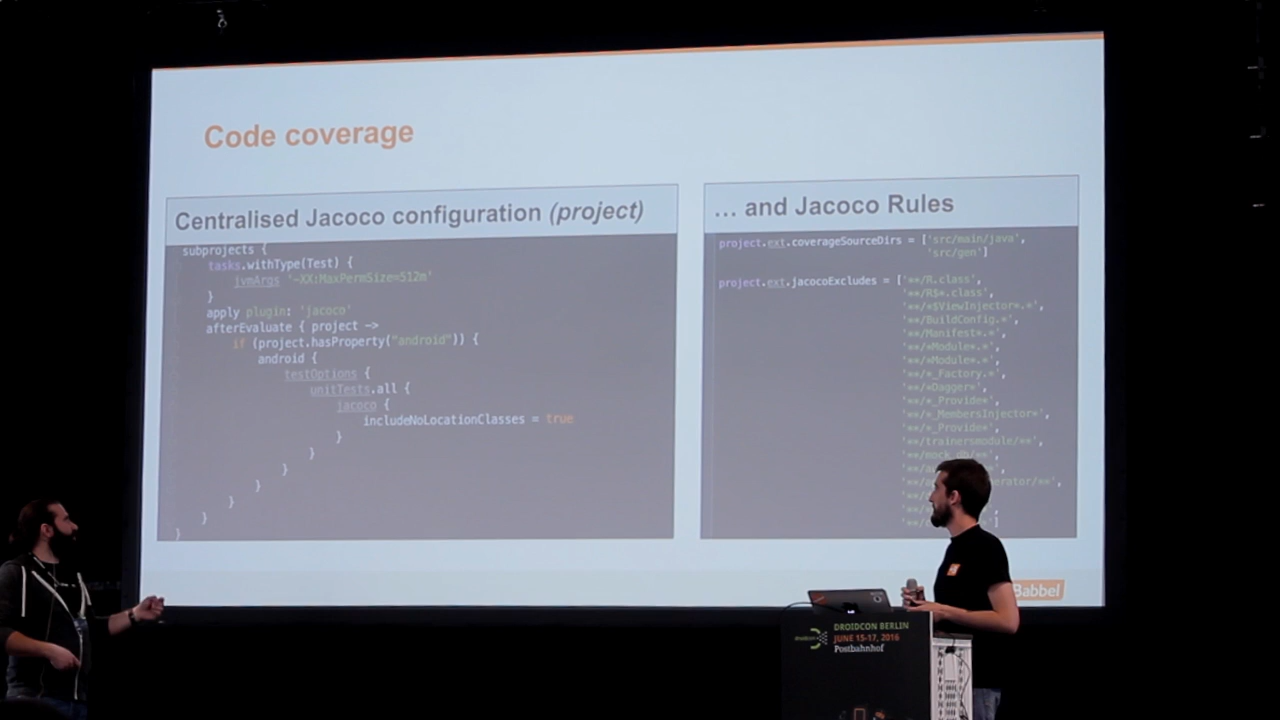 Code coverage
Centralised Jacoco configuration (project)
subprojects {
tasks.withType(Test) {
jvmArgs '-XX:MaxPermSize=512m'
}
apply plugin: 'jacoco'
afterEvaluate { project ->
if (project.hasProperty("android")) {
android {
testOptions {
unitTests.all {
jacoco {
includeNoLocationClasses = true
}
}
}
}
}
}
}
... and Jacoco Rules
project.ext.coverageSourceDirs = ['src/main/java',
'src/gen']
project.ext.jacocoExcludes = ['**/R.class',
'**/R$*.class',
'**/*$ViewInjector*.*',
'**/BuildConfig.*',
'**/Manifest*.*',
'**/*Module*.*',
'**/*Module*.*',
'**/*_Factory.*',
'**/*Dagger*',
'**/*_Provide*',
'**/*_MembersInjector*',
'**/*_Provide*',
'**/trainersmodule/**',
'**/mock_db/**',
Babbel
DROIDCON BERLIN
JUNE 15-17, 2016
Postbahnhof
droidcon